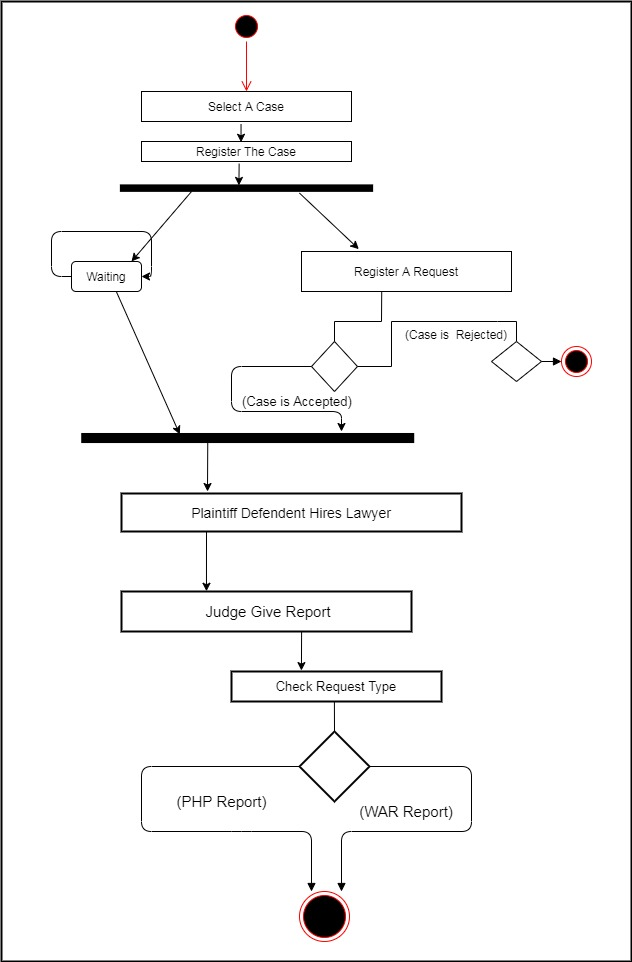 Select A Case
Register The Case
Waiting
Register A Request
(Case is  Rejected)
(Case is Accepted)
Plaintiff Defendent Hires Lawyer
Judge Give Report
Check Request Type
(PHP Report)
(WAR Report)